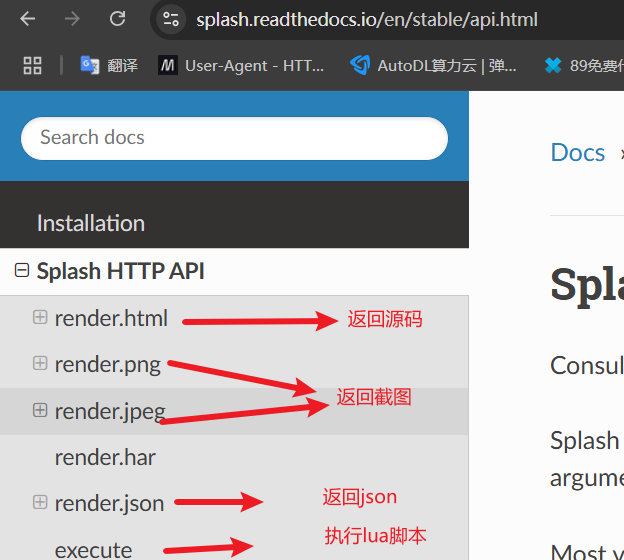 splash.readthedocs.io/en/stable/api.html
翻译 User-Agent - HTT... AutoDL算力云 | 弹... 89免费
Search docs
Docs »
Installation
Splash HTTP API
render.html 返回源码
render.png
render.jpeg 返回截图
render.har
render.json 返回json
execute 执行lua脚本
Consul
Splash
argume
Most